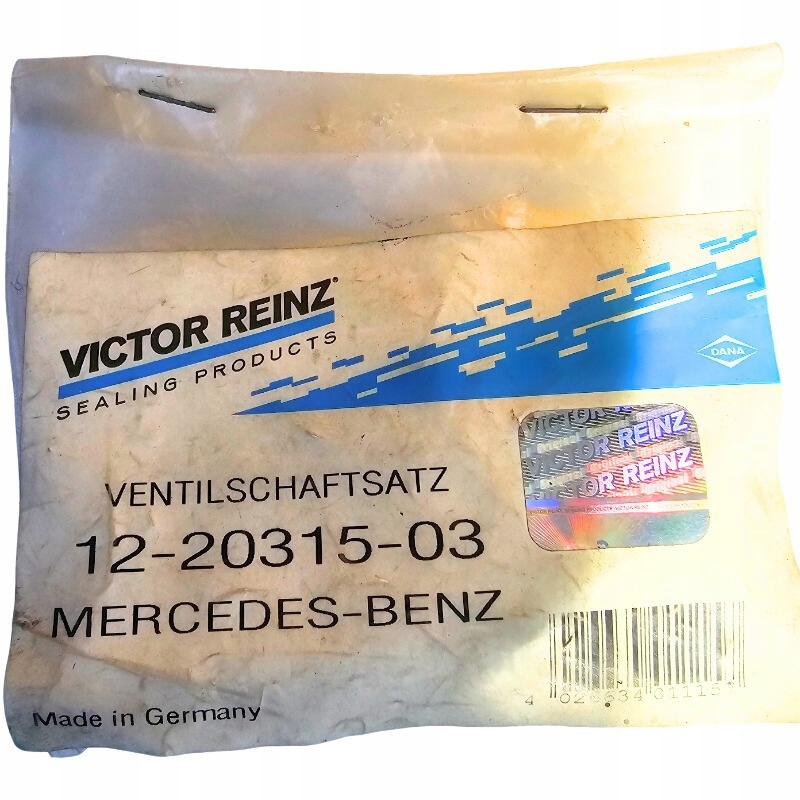 VICTOR REINZ
SEALING PRODUCTS
DANA
VICTOR REINZ
VICTOR REINZ
VENTILSCHAFTSATZ
12-20315-03
MERCEDES-BENZ
Made in Germany